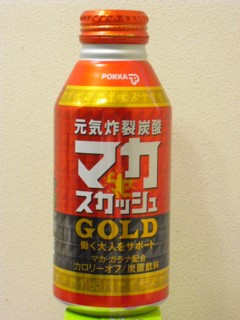 POKKA
元気炸裂炭酸
マカ
スカッシュ
GOLD
働く大人をサポート
マカ・ガラナ配合
カロリーオフ/炭酸飲料